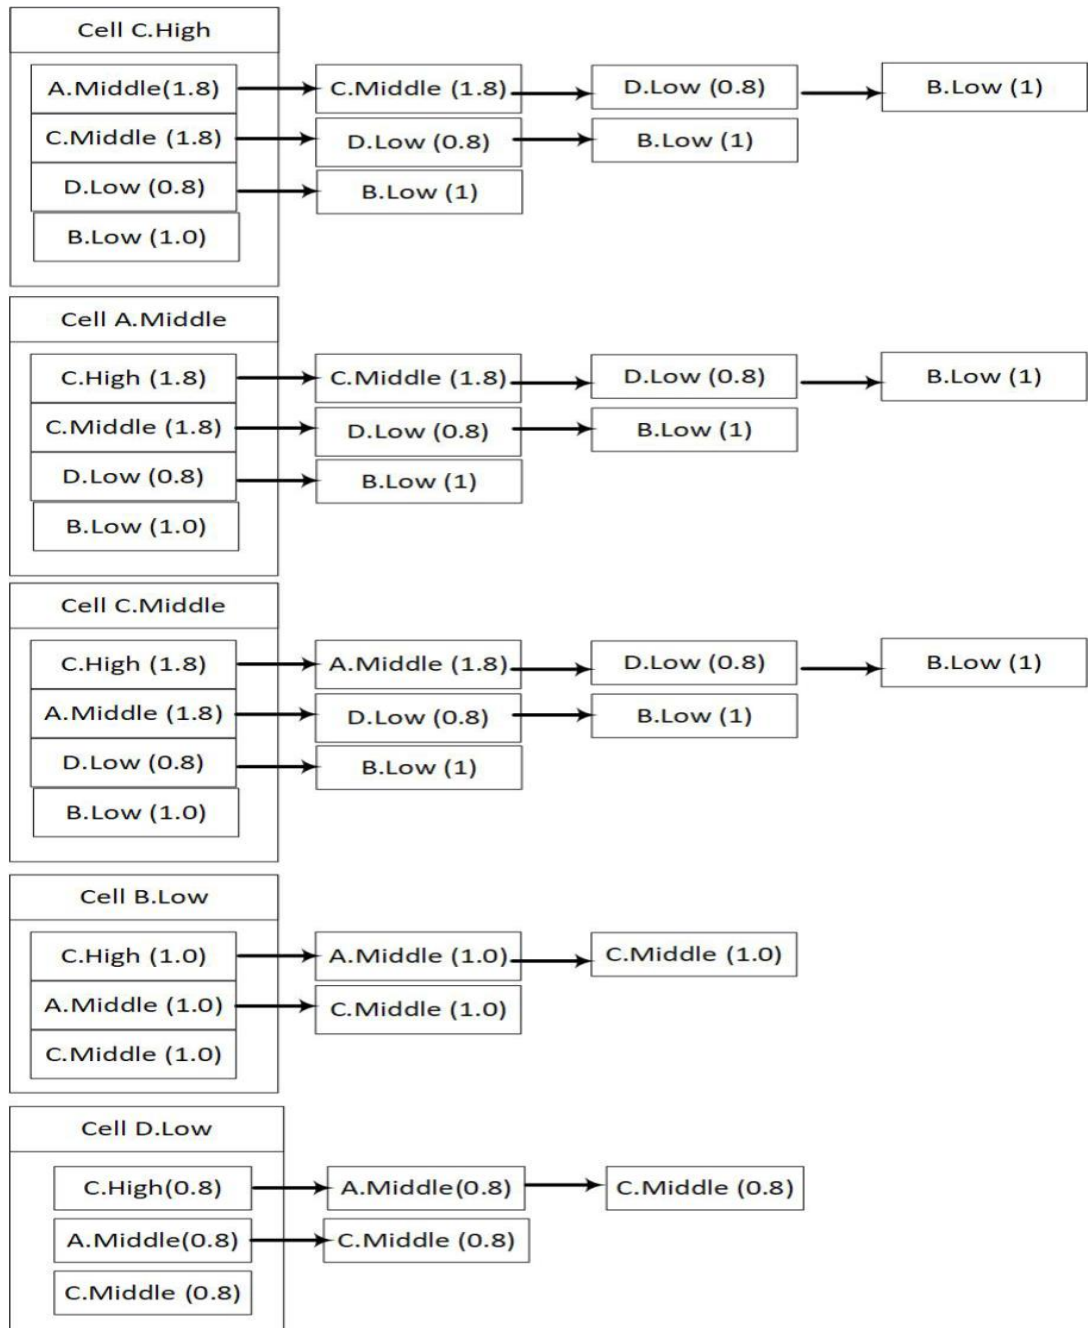 Cell C.High
A.Middle(1.8) C.Middle (1.8) D.Low (0.8) B.Low (1)
C.Middle (1.8) D.Low (0.8) B.Low (1)
D.Low (0.8) B.Low (1)
B.Low (1.0)
Cell A.Middle
C.High (1.8) C.Middle (1.8) D.Low (0.8) B.Low (1)
C.Middle (1.8) D.Low (0.8) B.Low (1)
D.Low (0.8) B.Low (1)
B.Low (1.0)
Cell C.Middle
C.High (1.8) A.Middle (1.8) D.Low (0.8) B.Low (1)
A.Middle (1.8) D.Low (0.8) B.Low (1)
D.Low (0.8) B.Low (1)
B.Low (1.0)
Cell B.Low
C.High (1.0) A.Middle (1.0) C.Middle (1.0)
A.Middle (1.0) C.Middle (1.0)
C.Middle (1.0)
Cell D.Low
C.High(0.8) A.Middle(0.8) C.Middle (0.8)
A.Middle(0.8) C.Middle (0.8)
C.Middle (0.8)